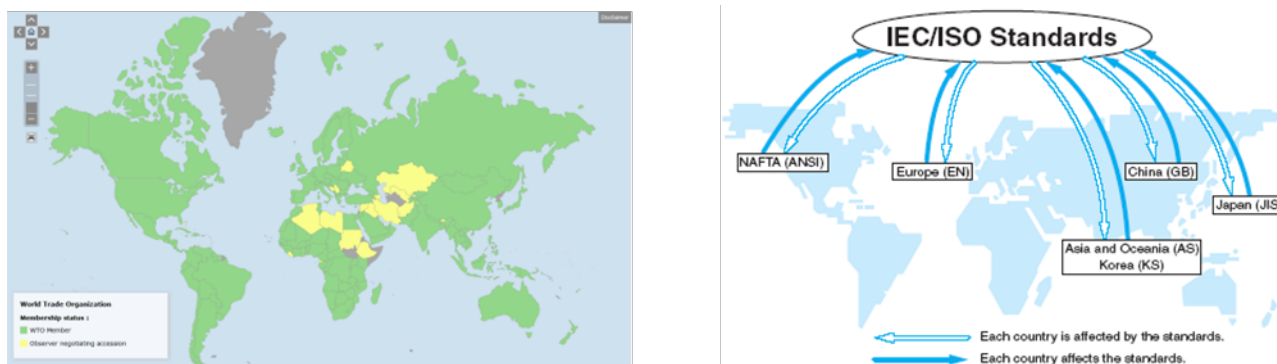 Disclaimer
World Trade Organization
Membership status :
WTO Member
Observer negotiating accession
IEC/ISO Standards
NAFTA (ANSI)
Europe (EN)
China (GB)
Japan (JIS
Asia and Oceania (AS)
Korea (KS)
Each country is affected by the standards.
Each country affects the standards.